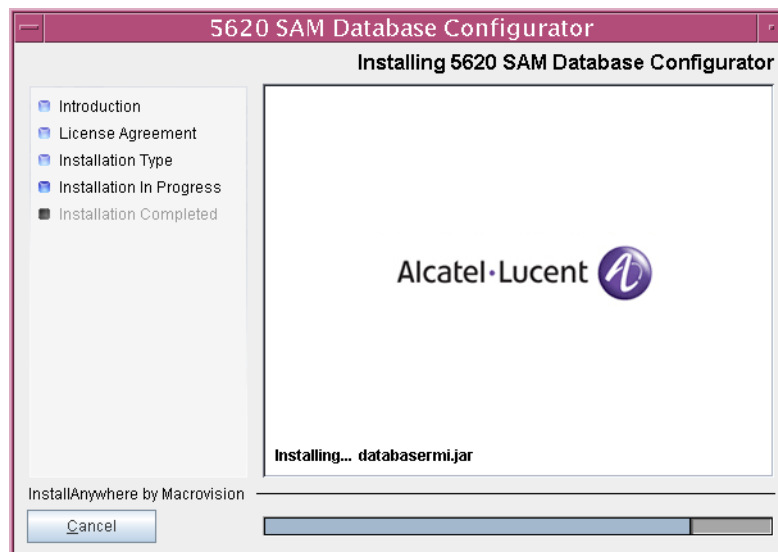 5620 SAM Database Configurator
Installing 5620 SAM Database Configurator
Introduction
License Agreement
Installation Type
Installation In Progress
Installation Completed
Alcatel·Lucent
Installing... databasermi.jar
InstallAnywhere by Macrovision
Cancel